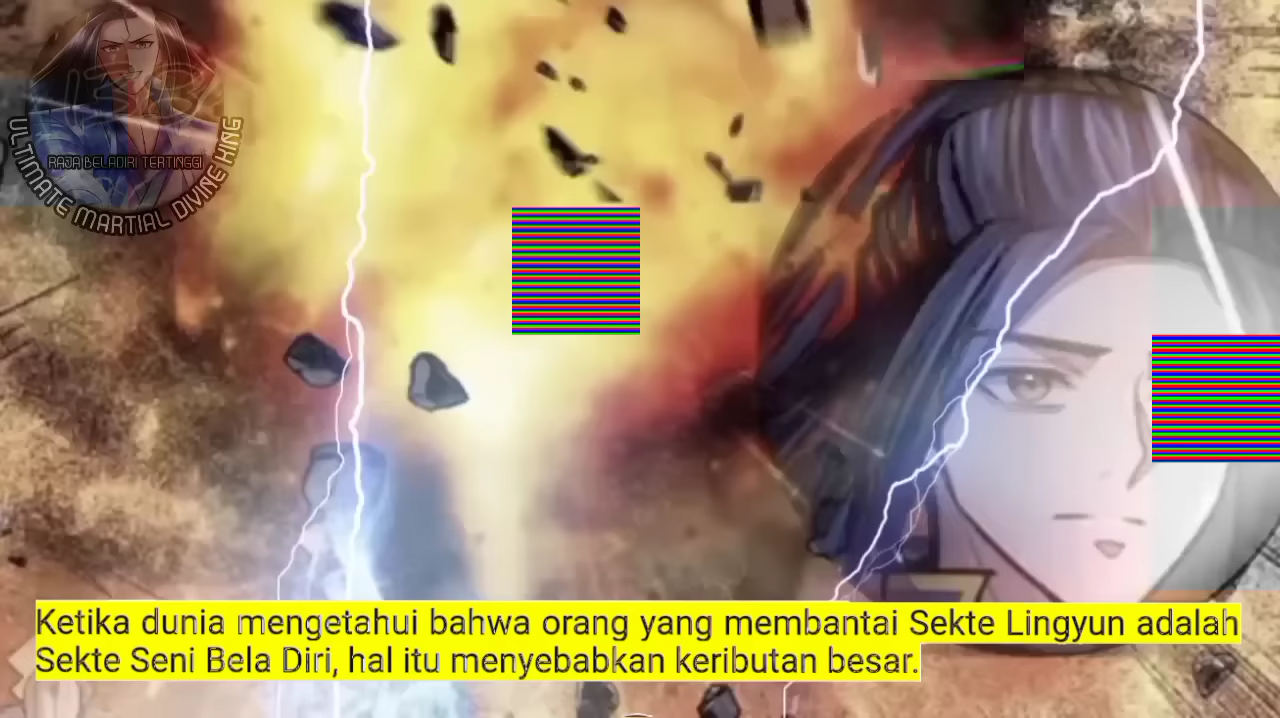 RAJA BELADIRI TERTINGGI
ULTIMATE MARTIAL DIVINE KING
Ketika dunia mengetahui bahwa orang yang membantai Sekte Lingyun adalah
Sekte Seni Bela Diri, hal itu menyebabkan keributan besar.